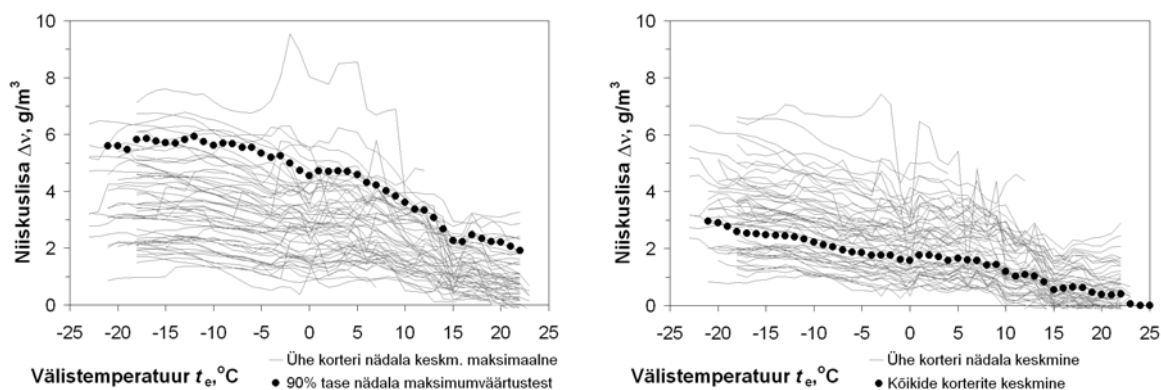 10
8
6
4
2
0
Niiskuslisa Δν, g/m³
-25 -20 -15 -10 -5 0 5 10 15 20 25
Välistemperatuur tₑ,°C
Ühe korteri nädala keskm. maksimaalne
90% tase nädala maksimumväärtustest
10
8
6
4
2
0
Niiskuslisa Δν, g/m³
-25 -20 -15 -10 -5 0 5 10 15 20 25
Välistemperatuur tₑ,°C
Ühe korteri nädala keskmine
Kõikide korterite keskmine